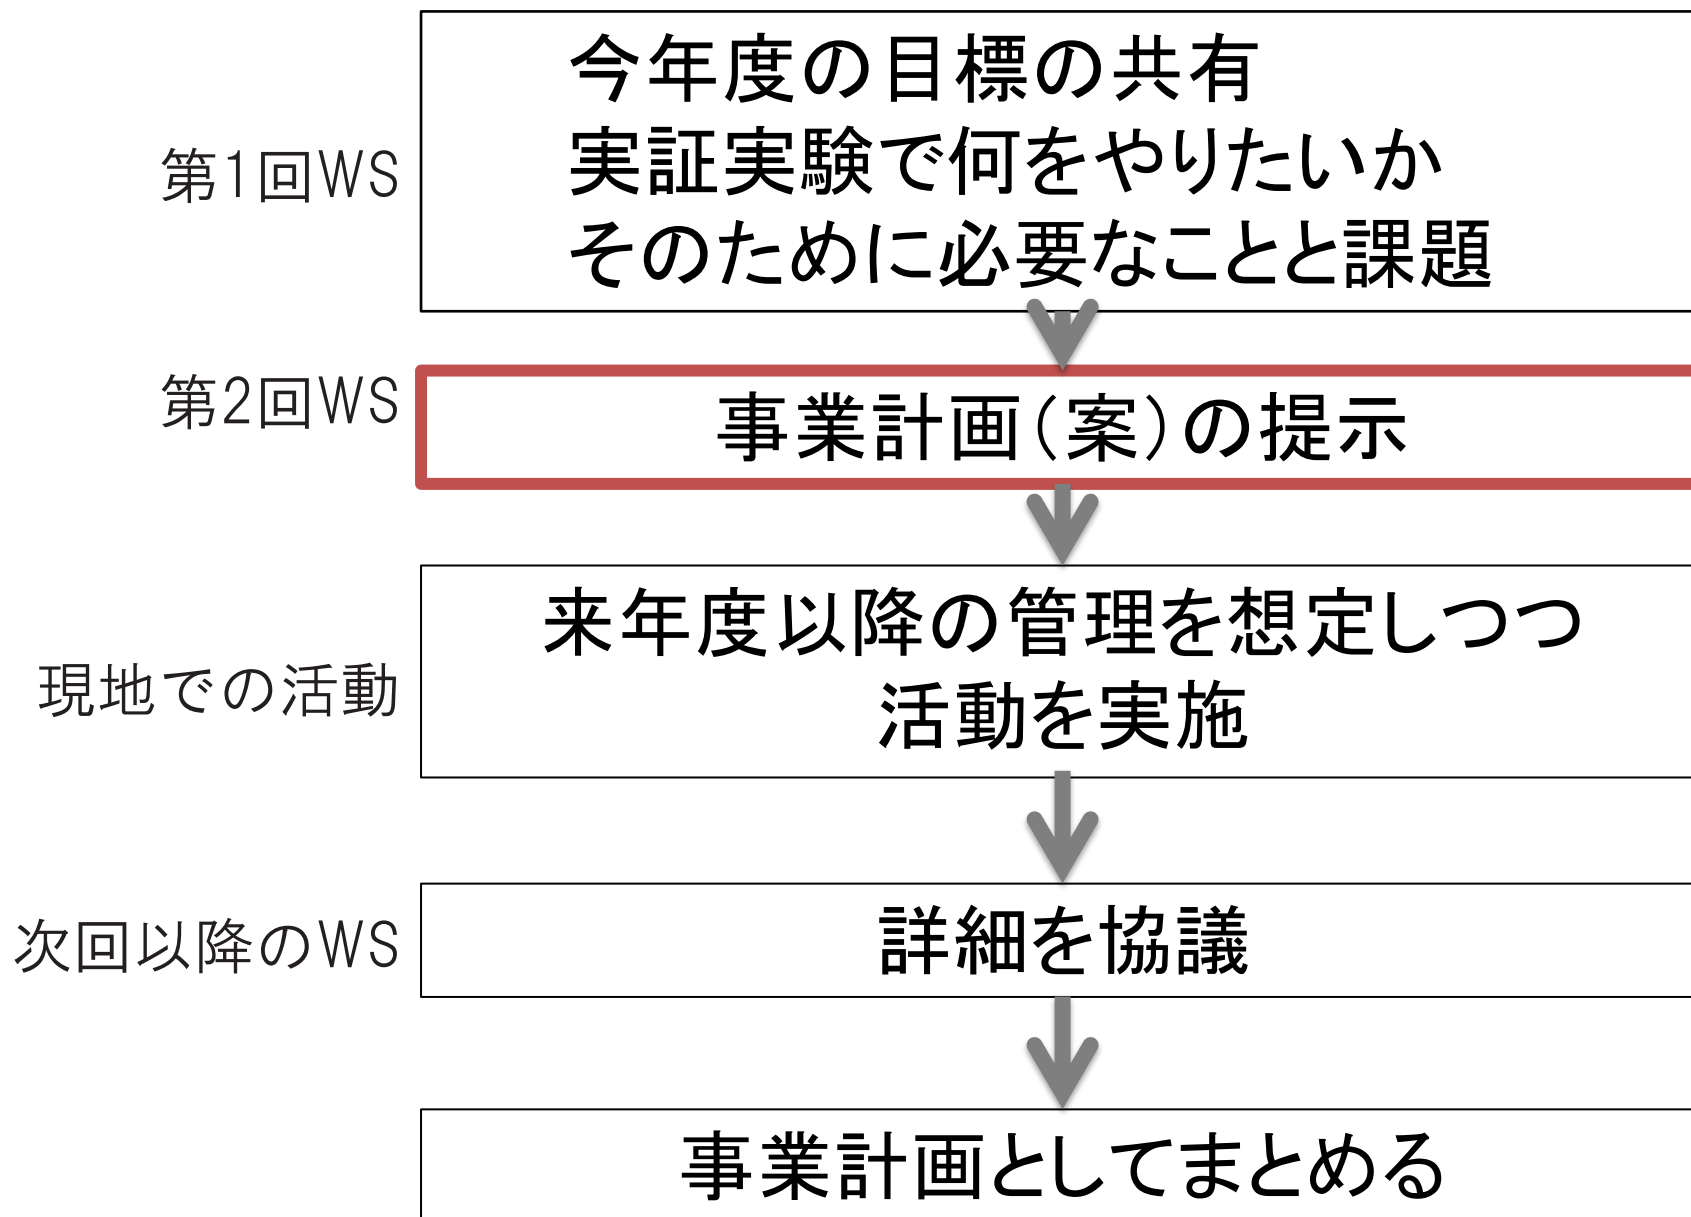 第1回WS
今年度の目標の共有
実証実験で何をやりたいか
そのために必要なことと課題
第2回WS
事業計画(案)の提示
現地での活動
来年度以降の管理を想定しつつ
活動を実施
次回以降のWS
詳細を協議
事業計画としてまとめる